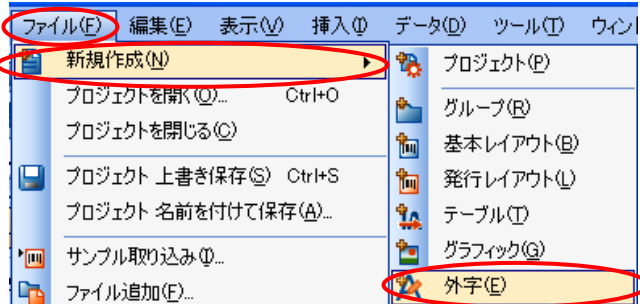 ファイル(F) 編集(E) 表示(V) 挿入(I) データ(D) ツール(T)
新規作成(N)
プロジェクトを開く(O)... Ctrl+O
プロジェクトを閉じる(C)
プロジェクト 上書き保存(S) Ctrl+S
プロジェクト 名前を付けて保存(A)...
サンプル取り込み(I)...
ファイル追加(F)...
プロジェクト(P)
グループ(R)
基本レイアウト(B)
発行レイアウト(L)
テーブル(T)
グラフィック(G)
外字(E)